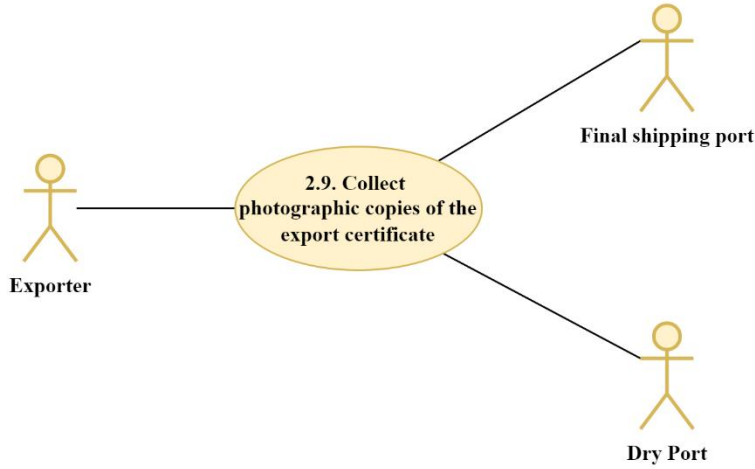 Final shipping port
2.9. Collect
photographic copies of the
export certificate
Exporter
Dry Port